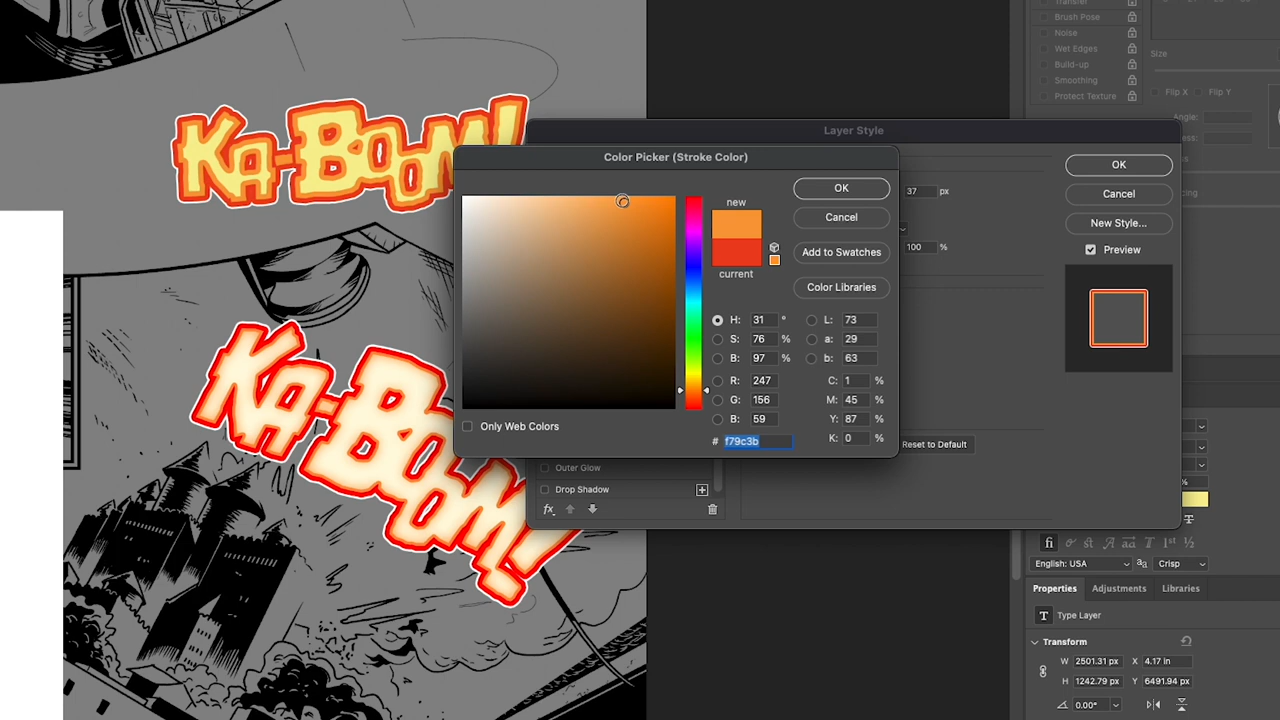 Transfer
Brush Pose
Noise
Wet Edges
Build-up
Smoothing
Protect Texture
Size
Flip X
Flip Y
Angle:
KA-BOOM!
Layer Style
Color Picker (Stroke Color)
OK
Cancel
Add to Swatches
Color Libraries
new
current
H: 31 °
S: 76 %
B: 97 %
R: 247
G: 156
B: 59
# f79c3b
L: 73
a: 29
b: 63
C: 1 %
M: 45 %
Y: 87 %
K: 0 %
Only Web Colors
37 px
100 %
OK
Cancel
New Style...
Preview
Reset to Default
Outer Glow
Drop Shadow
fx
KA-BOOM!
%
English: USA
aa Crisp
Properties
Adjustments
Libraries
T Type Layer
Transform
W 2501.31 px X 4.17 in
H 1242.79 px Y 6491.94 px
0.00°